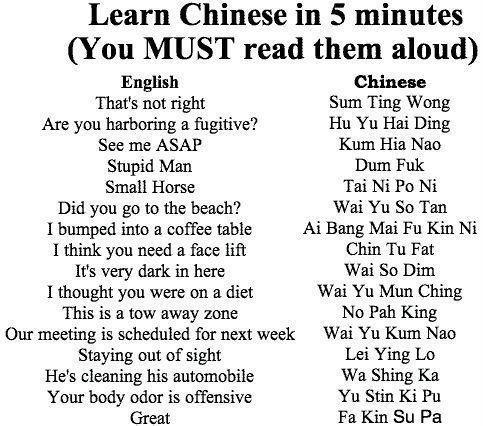 Learn Chinese in 5 minutes
(You MUST read them aloud)
English Chinese
That's not right Sum Ting Wong
Are you harboring a fugitive? Hu Yu Hai Ding
See me ASAP Kum Hia Nao
Stupid Man Dum Fuk
Small Horse Tai Ni Po Ni
Did you go to the beach? Wai Yu So Tan
I bumped into a coffee table Ai Bang Mai Fu Kin Ni
I think you need a face lift Chin Tu Fat
It's very dark in here Wai So Dim
I thought you were on a diet Wai Yu Mun Ching
This is a tow away zone No Pah King
Our meeting is scheduled for next week Wai Yu Kum Nao
Staying out of sight Lei Ying Lo
He's cleaning his automobile Wa Shing Ka
Your body odor is offensive Yu Stin Ki Pu
Great Fa Kin Su Pa